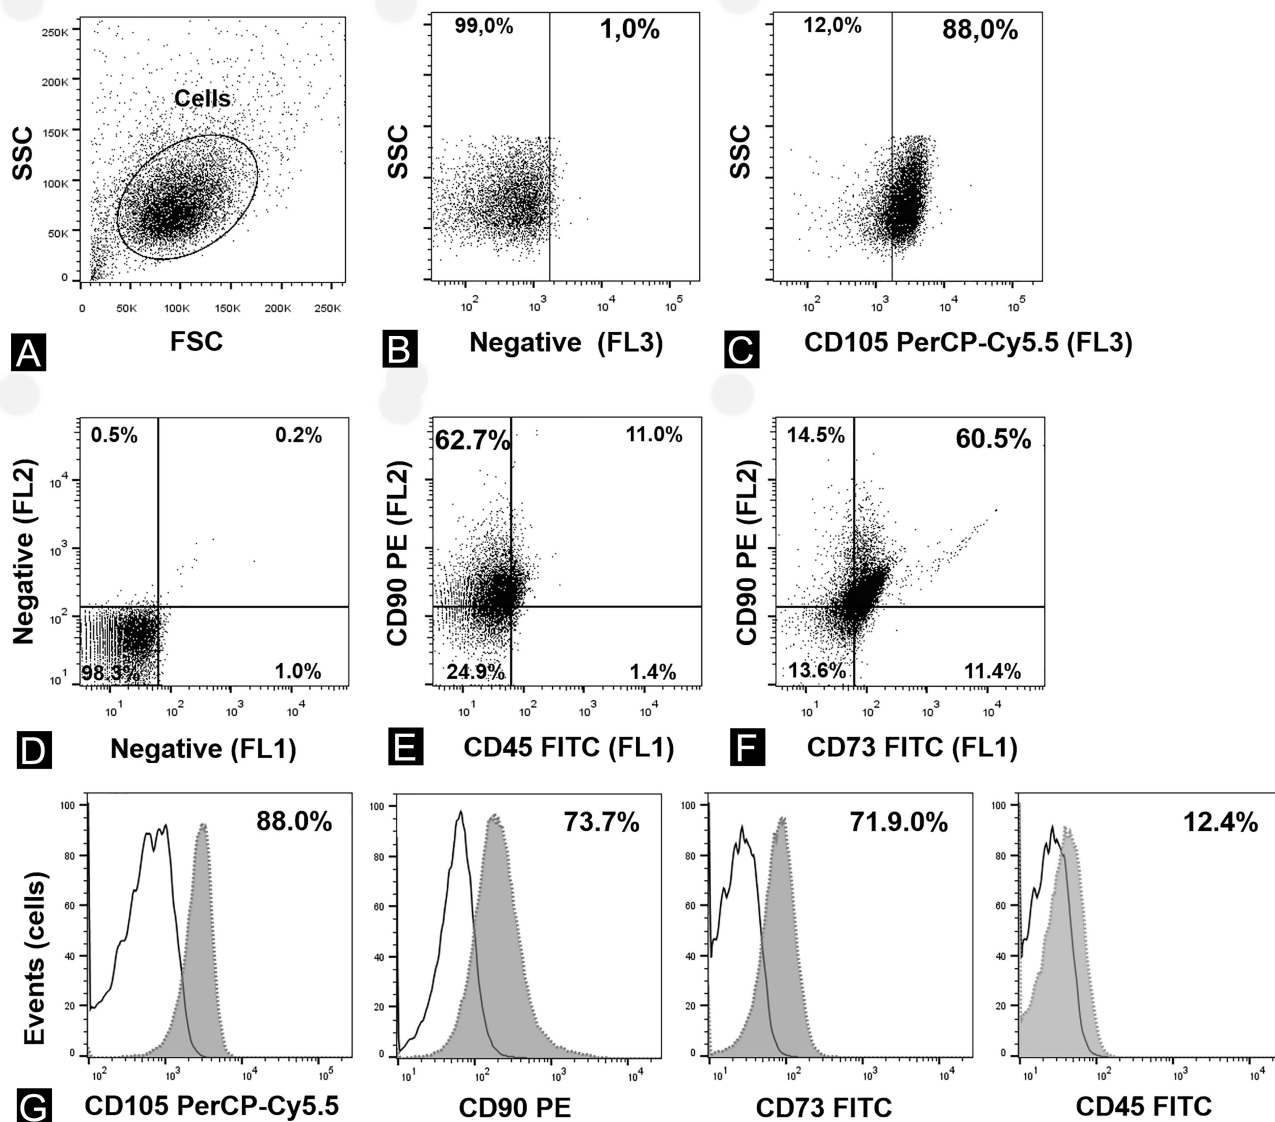 250K
200K
150K
100K
50K
0
SSC
Cells
0 50K 100K 150K 200K 250K
FSC
A
99,0% 1,0%
SSC
10² 10³ 10⁴ 10⁵
Negative (FL3)
B
12,0% 88,0%
SSC
10² 10³ 10⁴ 10⁵
CD105 PerCP-Cy5.5 (FL3)
C
0.5% 0.2%
Negative (FL2)
10⁴
10³
10²
10¹
98.3% 1.0%
10¹ 10² 10³ 10⁴
Negative (FL1)
D
62.7% 11.0%
CD90 PE (FL2)
24.9% 1.4%
10¹ 10² 10³ 10⁴
CD45 FITC (FL1)
E
14.5% 60.5%
CD90 PE (FL2)
13.6% 11.4%
10¹ 10² 10³ 10⁴
CD73 FITC (FL1)
F
Events (cells)
100
80
60
40
20
0
88.0%
10² 10³ 10⁴ 10⁵
CD105 PerCP-Cy5.5
100
80
60
40
20
0
73.7%
10¹ 10² 10³ 10⁴
CD90 PE
100
80
60
40
20
0
71.9.0%
10¹ 10² 10³ 10⁴
CD73 FITC
100
80
60
40
20
0
12.4%
10¹ 10² 10³ 10⁴
CD45 FITC
G